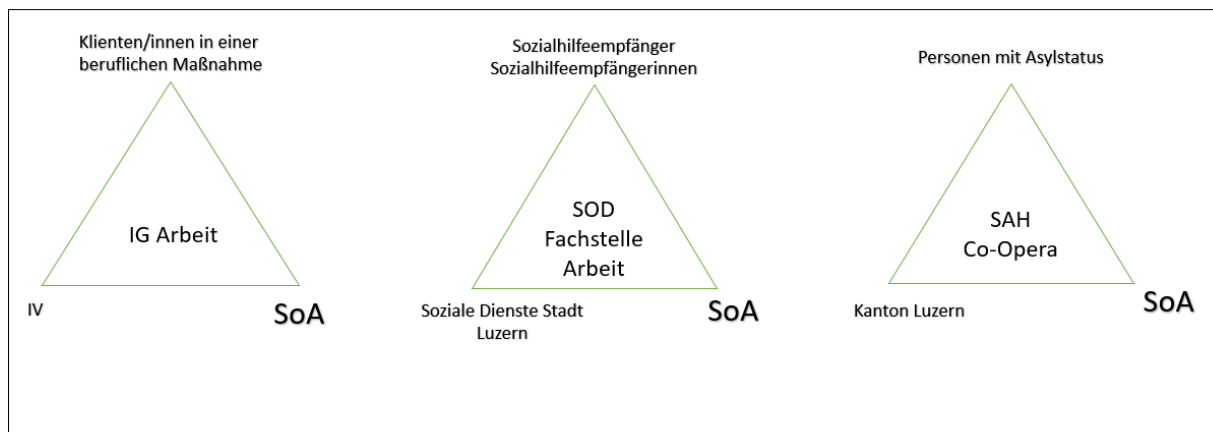 Klienten/innen in einer
beruflichen Maßnahme
IG Arbeit
IV
SoA
Sozialhilfeempfänger
Sozialhilfeempfängerinnen
SOD
Fachstelle
Arbeit
Soziale Dienste Stadt
Luzern
SoA
Personen mit Asylstatus
SAH
Co-Opera
Kanton Luzern
SoA